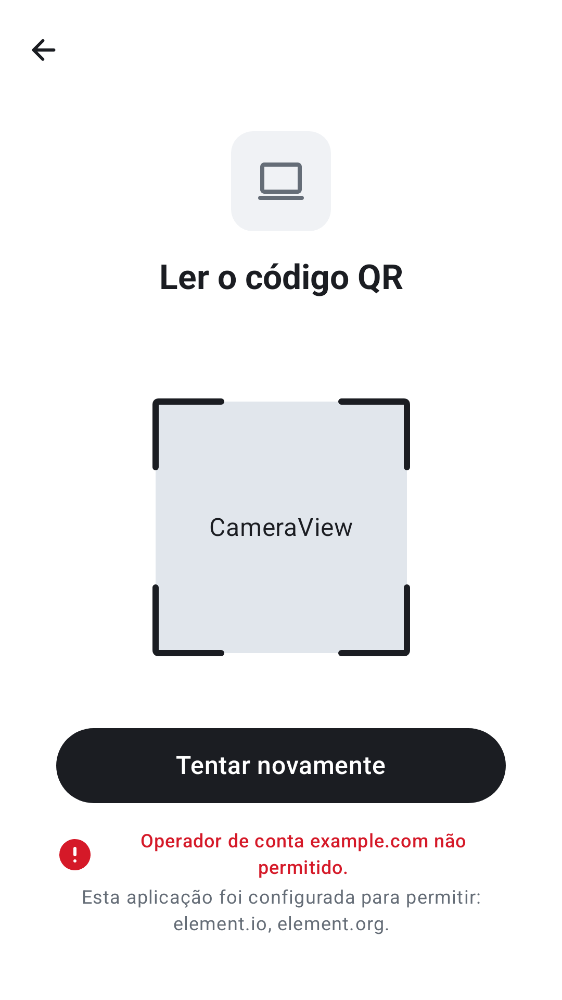 Ler o código QR
CameraView
Tentar novamente
Operador de conta example.com não
permitido.
Esta aplicação foi configurada para permitir:
element.io, element.org.